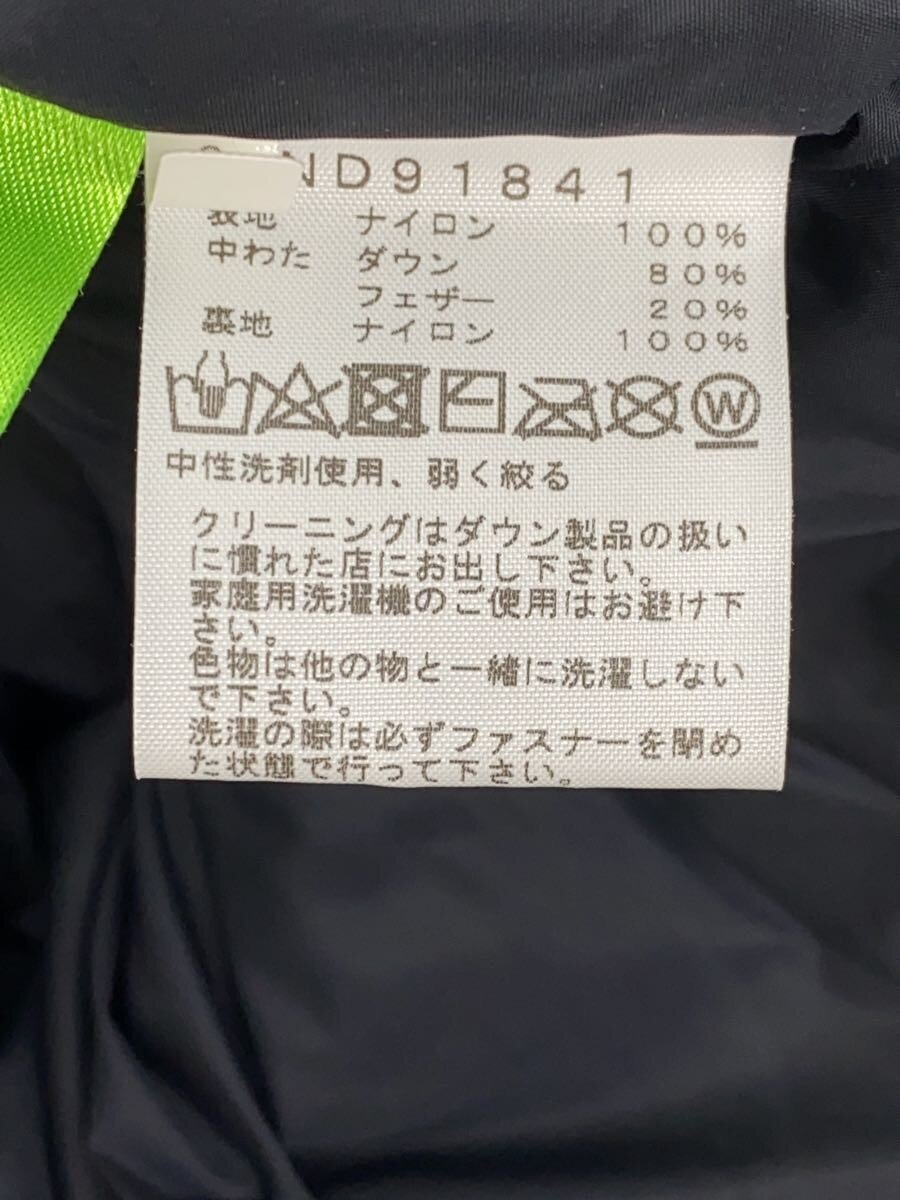 ND91841
表地 ナイロン 100%
中わた ダウン 80%
フェザー 20%
裏地 ナイロン 100%
W
中性洗剤使用、弱く絞る
クリーニングはダウン製品の扱い
に慣れた店にお出し下さい。
家庭用洗濯機のご使用はお避け下
さい。
色物は他の物と一緒に洗濯しない
で下さい。
洗濯の際は必ずファスナーを閉め
た状態で行って下さい。